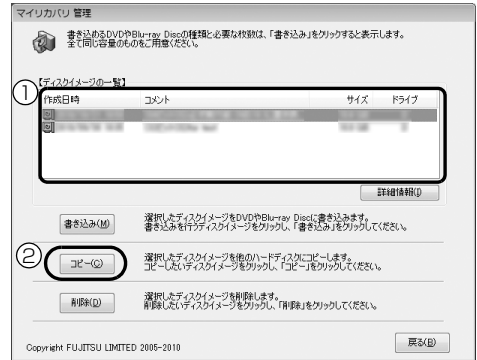 マイリカバリ 管理
書き込めるDVDやBlu-ray Discの種類と必要な枚数は、「書き込み」をクリックすると表示します。
全て同じ容量のものをご用意ください。
【ディスクイメージの一覧】
①
作成日時 コメント サイズ ドライブ
詳細情報(I)
書き込み(M)
選択したディスクイメージをDVDやBlu-ray Discに書き込みます。
書き込みを行うディスクイメージをクリックし、「書き込み」をクリックしてください。
②
コピー(C)
選択したディスクイメージを他のハードディスクにコピーします。
コピーしたいディスクイメージをクリックし、「コピー」をクリックしてください。
削除(D)
選択したディスクイメージを削除します。
削除したいディスクイメージをクリックし、「削除」をクリックしてください。
Copyright FUJITSU LIMITED 2005-2010
戻る(B)